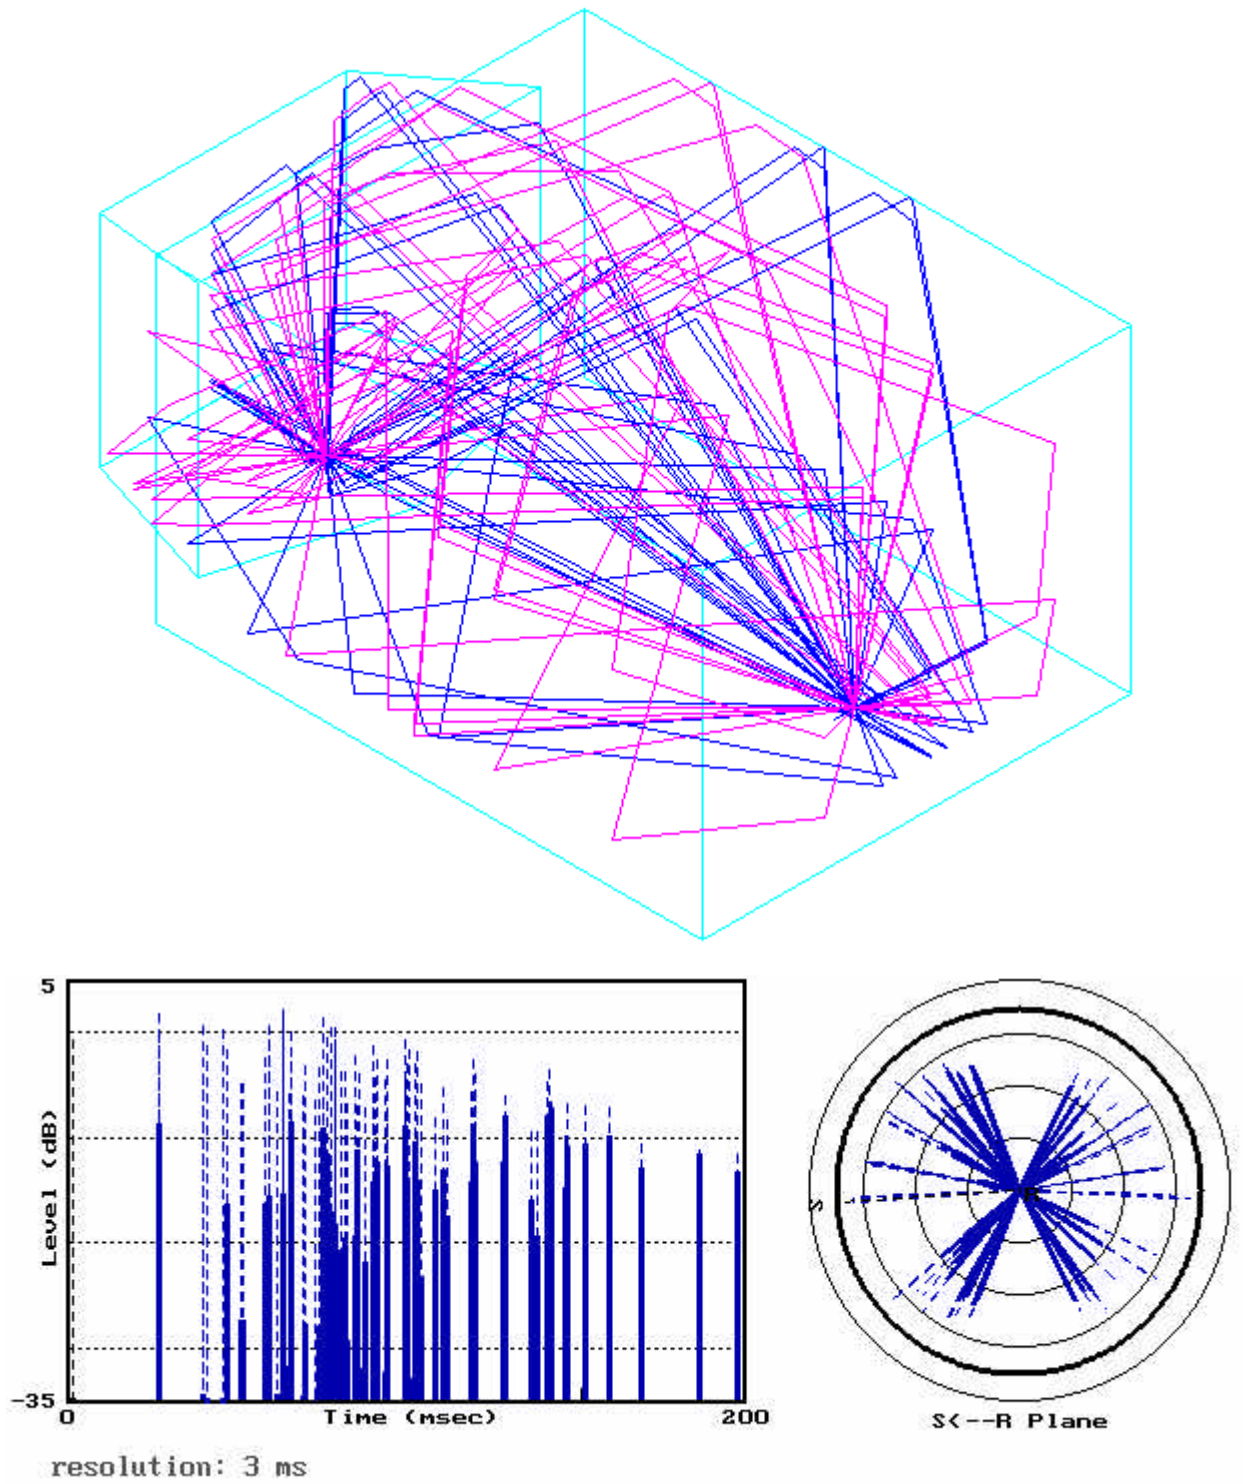 5
Level (dB)
-35
0
Time (msec)
200
S
R
S<--R Plane
resolution: 3 ms